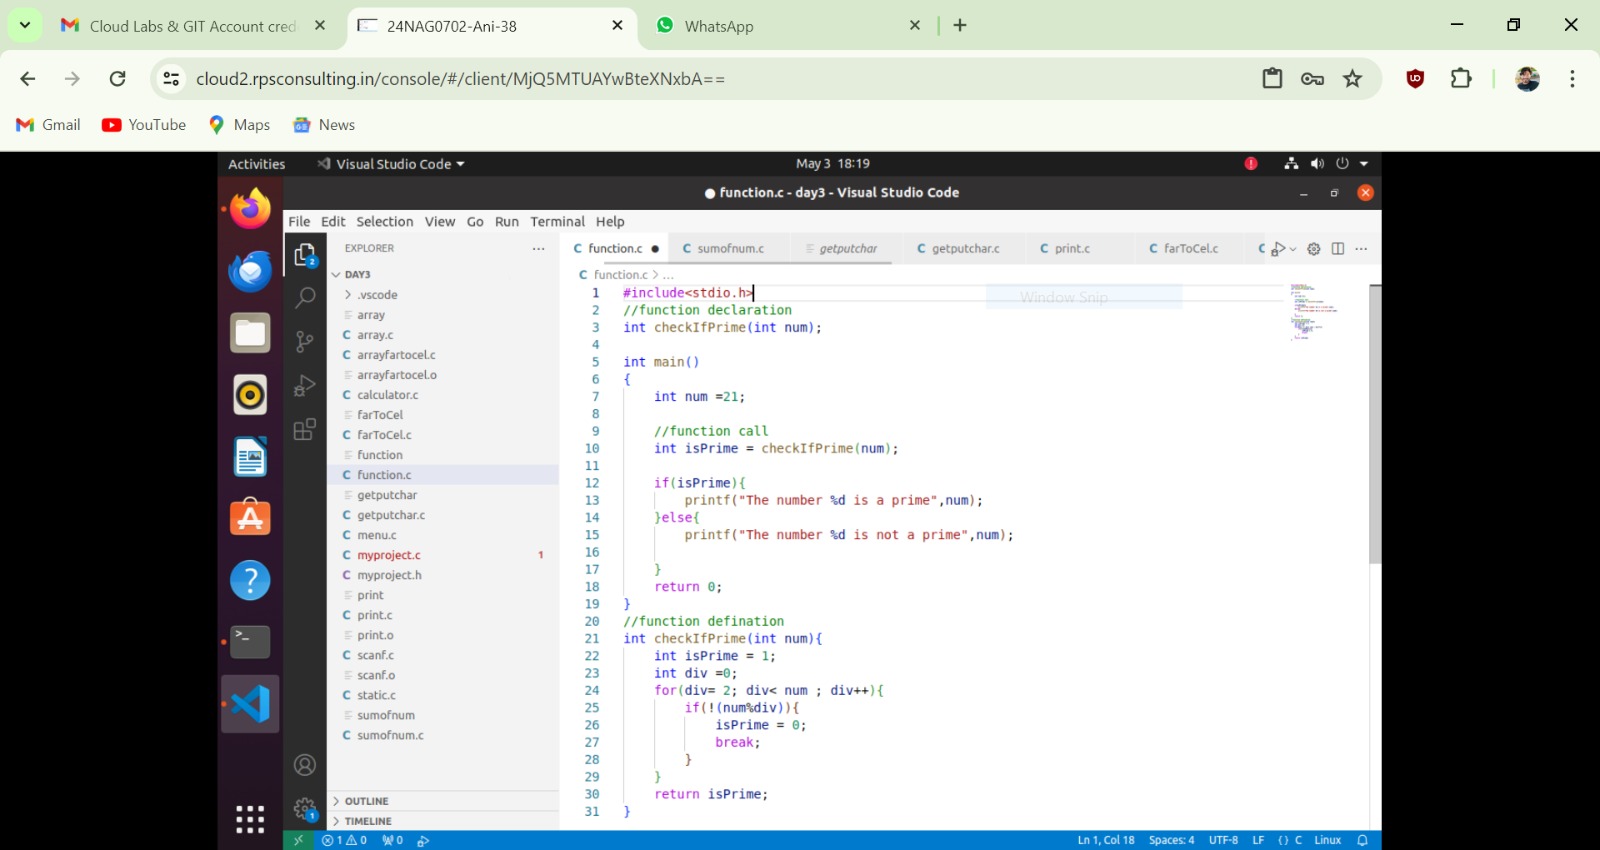 Cloud Labs & GIT Account cred
24NAG0702-Ani-38
WhatsApp
cloud2.rpsconsulting.in/console/#/client/MjQ5MTUAYwBteXNxbA==
Gmail
YouTube
Maps
News
Activities
Visual Studio Code
May 3 18:19
● function.c - day3 - Visual Studio Code
File Edit Selection View Go Run Terminal Help
EXPLORER
function.c
sumofnum.c
getputchar
getputchar.c
print.c
farToCel.c
function.c > ...
DAY3
.vscode
array
array.c
arrayfartocel.c
arrayfartocel.o
calculator.c
farToCel
farToCel.c
function
function.c
getputchar
getputchar.c
menu.c
myproject.c 1
myproject.h
print
print.c
print.o
scanf.c
scanf.o
static.c
sumofnum
sumofnum.c
OUTLINE
TIMELINE
Window Snip
1 #include<stdio.h>
2 //function declaration
3 int checkIfPrime(int num);
4
5 int main()
6 {
7 int num =21;
8
9 //function call
10 int isPrime = checkIfPrime(num);
11
12 if(isPrime){
13 printf("The number %d is a prime",num);
14 }else{
15 printf("The number %d is not a prime",num);
16
17 }
18 return 0;
19 }
20 //function defination
21 int checkIfPrime(int num){
22 int isPrime = 1;
23 int div =0;
24 for(div= 2; div< num ; div++){
25 if(!(num%div)){
26 isPrime = 0;
27 break;
28 }
29 }
30 return isPrime;
31 }
2
1
1 0 0
Ln 1, Col 18 Spaces: 4 UTF-8 LF {} C Linux